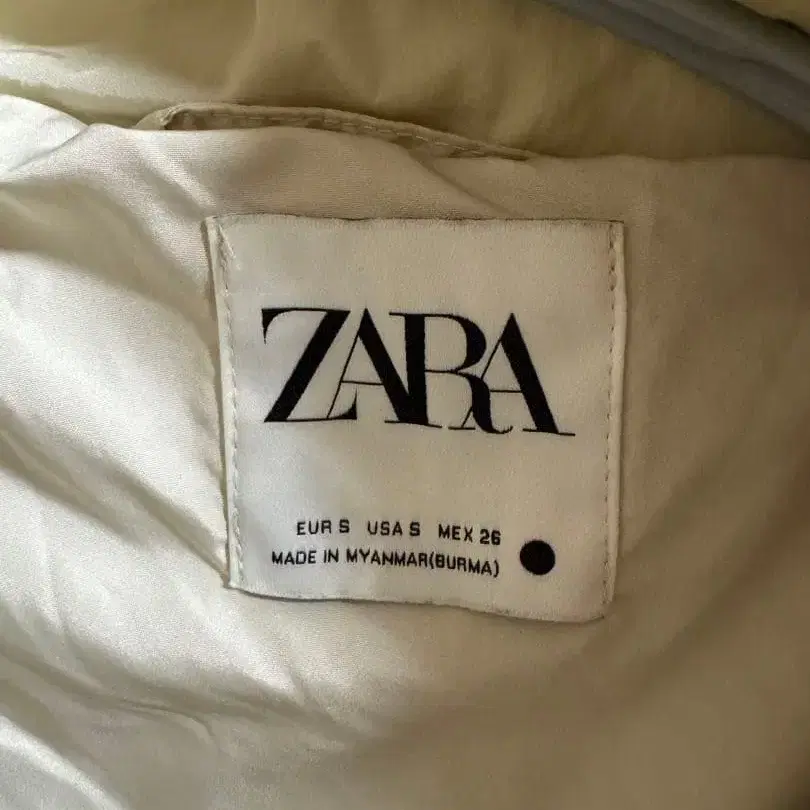 ZARA
EUR S USA S MEX 26
MADE IN MYANMAR(BURMA)